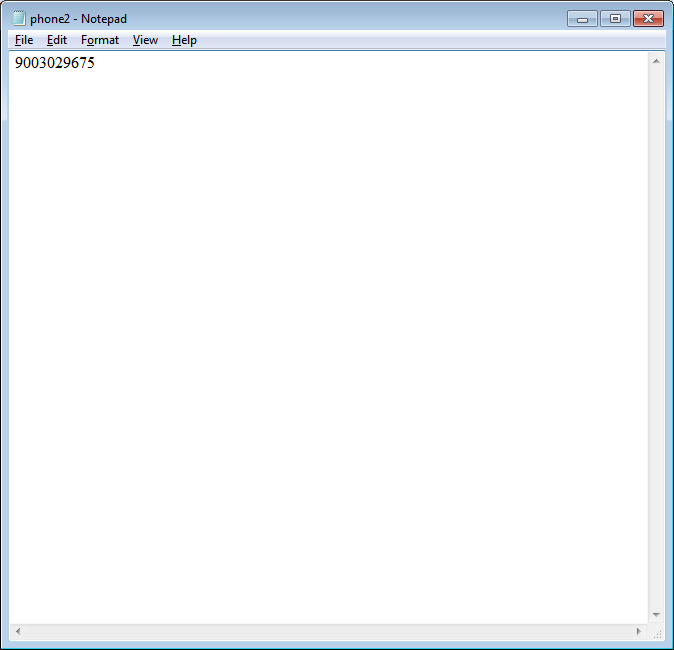 phone2 - Notepad
File Edit Format View Help
9003029675